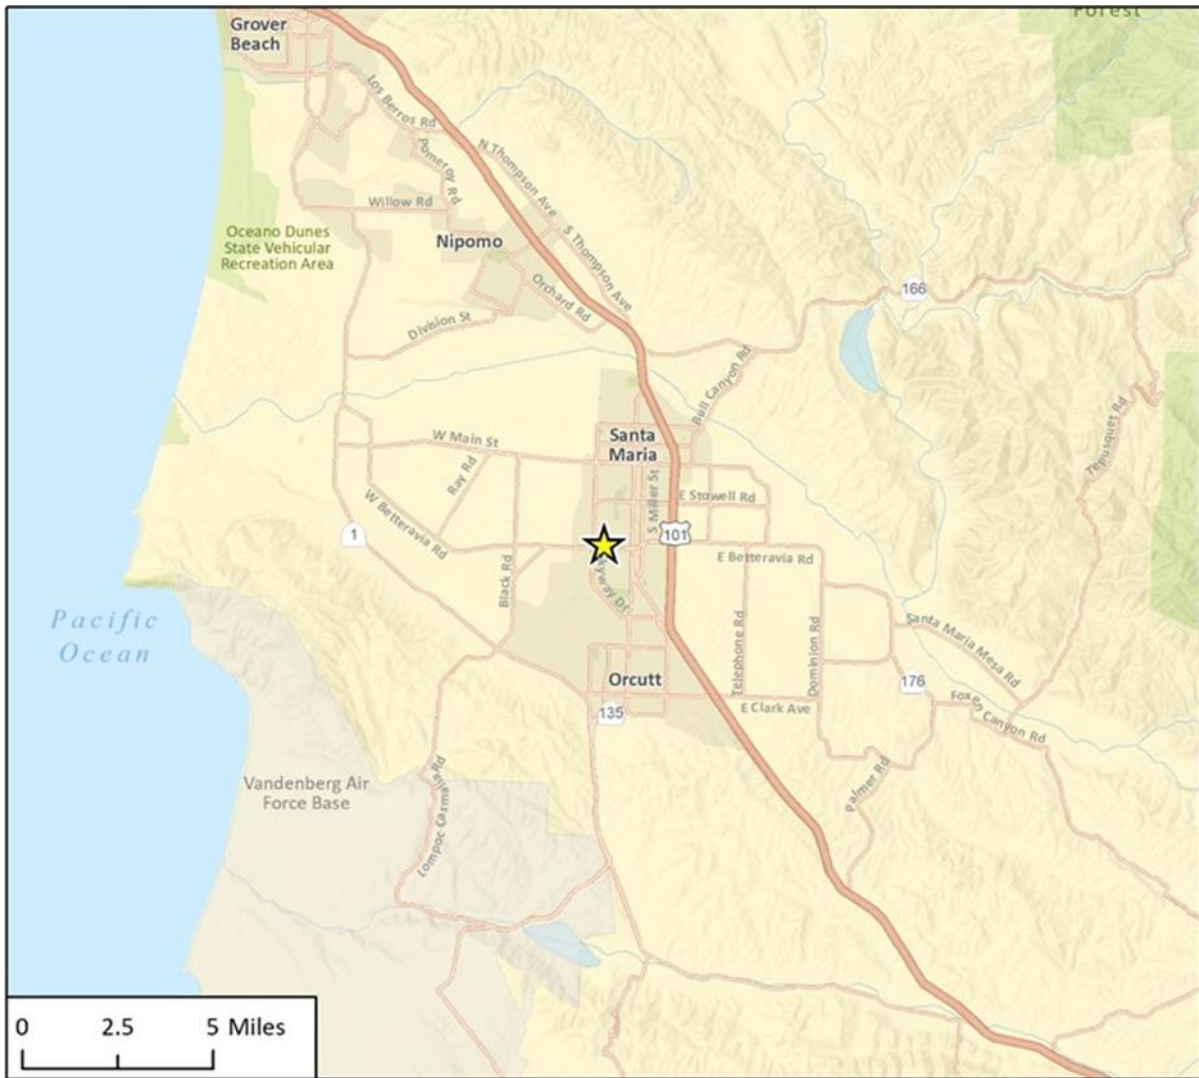 Forest
Grover
Beach
Los Berros Rd
N Thompson Ave
Pomeroy Rd
Willow Rd
S Thompson Ave
Oceano Dunes
State Vehicular
Recreation Area
Nipomo
166
Orchard Rd
Division St
Bull Canyon Rd
Tepusquet Rd
W Main St
Santa
Maria
Ray Rd
S Miller St
E Stowell Rd
W Betteravia Rd
1
101
E Betteravia Rd
Black Rd
Pacific
Ocean
Telephone Rd
Dominion Rd
Santa Maria Mesa Rd
Orcutt
176
135
E Clark Ave
Foxen Canyon Rd
Vandenberg Air
Force Base
Palmer Rd
Lompoc Casmalia Rd
0 2.5 5 Miles